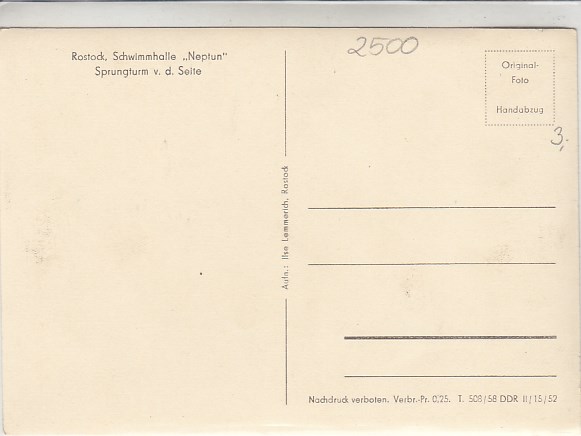 Rostock, Schwimmhalle „Neptun"
Sprungturm v. d. Seite
2500
Original-
Foto
Handabzug
3,-
Aufn.: Ilse Lemmerich, Rostock
Nachdruck verboten. Verbr.-Pr. 0,25. T. 508/58 DDR II/15/52